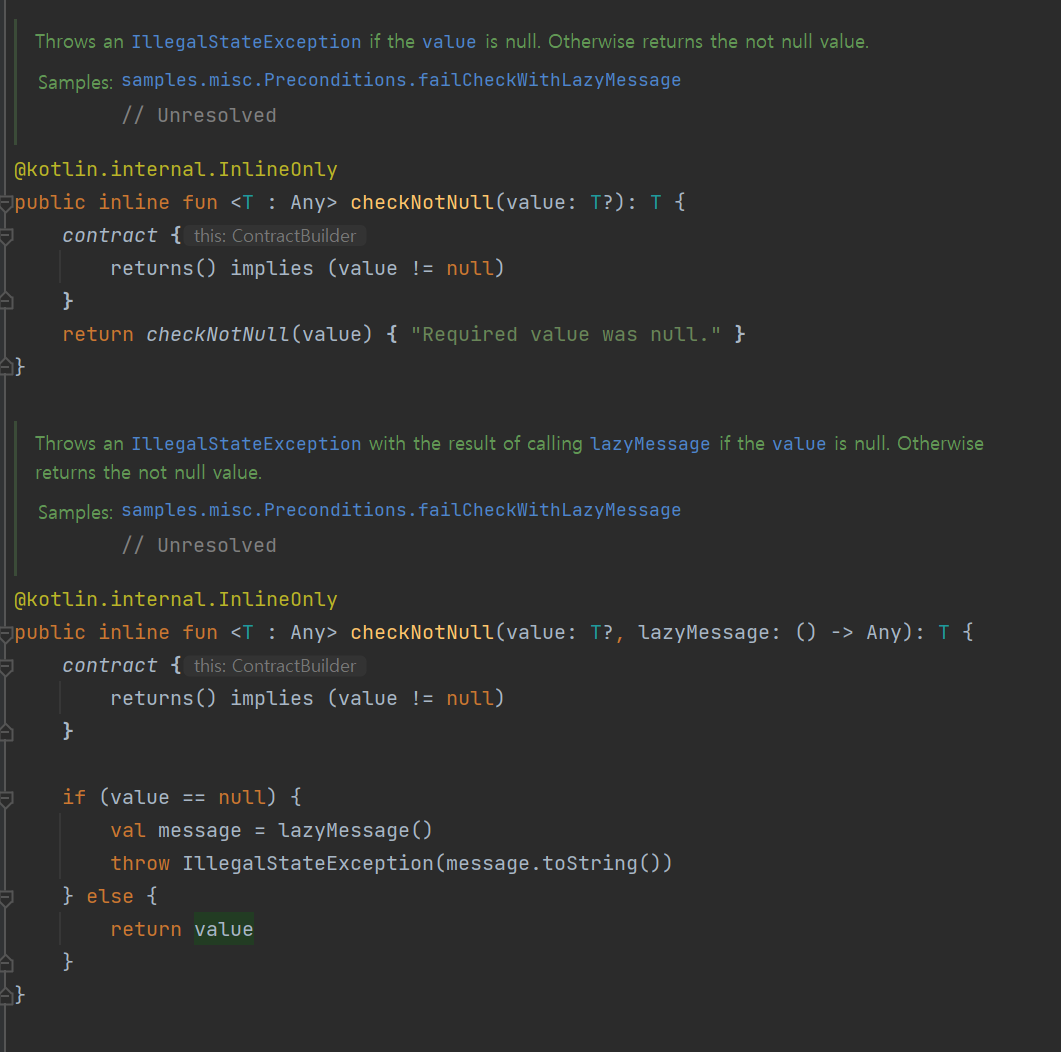 Throws an IllegalStateException if the value is null. Otherwise returns the not null value.
Samples: samples.misc.Preconditions.failCheckWithLazyMessage
// Unresolved
@kotlin.internal.InlineOnly
public inline fun <T : Any> checkNotNull(value: T?): T {
    contract { this: ContractBuilder
        returns() implies (value != null)
    }
    return checkNotNull(value) { "Required value was null." }
}
Throws an IllegalStateException with the result of calling lazyMessage if the value is null. Otherwise
returns the not null value.
Samples: samples.misc.Preconditions.failCheckWithLazyMessage
// Unresolved
@kotlin.internal.InlineOnly
public inline fun <T : Any> checkNotNull(value: T?, lazyMessage: () -> Any): T {
    contract { this: ContractBuilder
        returns() implies (value != null)
    }
    if (value == null) {
        val message = lazyMessage()
        throw IllegalStateException(message.toString())
    } else {
        return value
    }
}